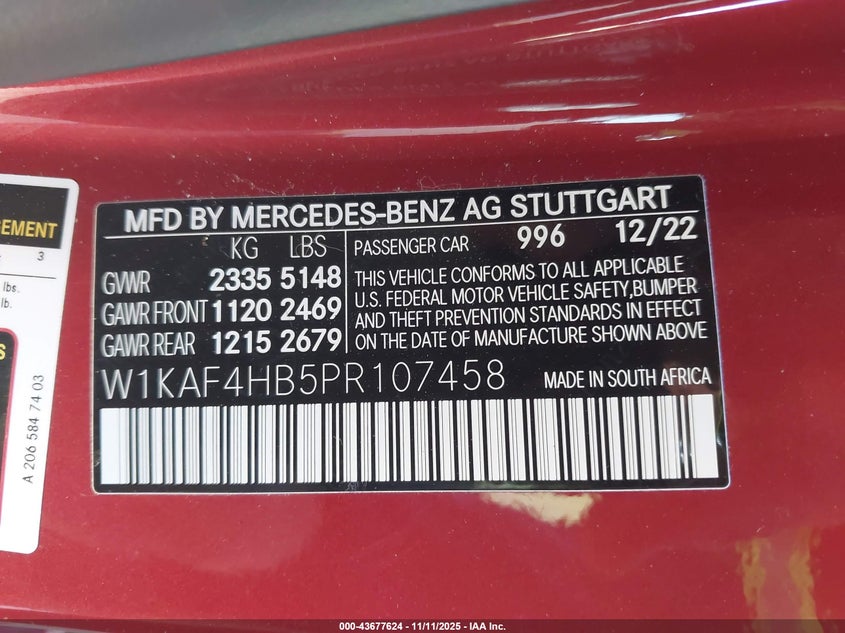 MFD BY MERCEDES-BENZ AG STUTTGART
KG LBS
GVWR 2335 5148
GAWR FRONT 1120 2469
GAWR REAR 1215 2679
PASSENGER CAR 996 12/22
THIS VEHICLE CONFORMS TO ALL APPLICABLE
U.S. FEDERAL MOTOR VEHICLE SAFETY,BUMPER
AND THEFT PREVENTION STANDARDS IN EFFECT
ON THE DATE OF MANUFACTURE SHOWN ABOVE
W1KAF4HB5PR107458 MADE IN SOUTH AFRICA
3
lbs.
lb.
A 206 584 74 03
000-43677624 - 11/11/2025 - IAA Inc.